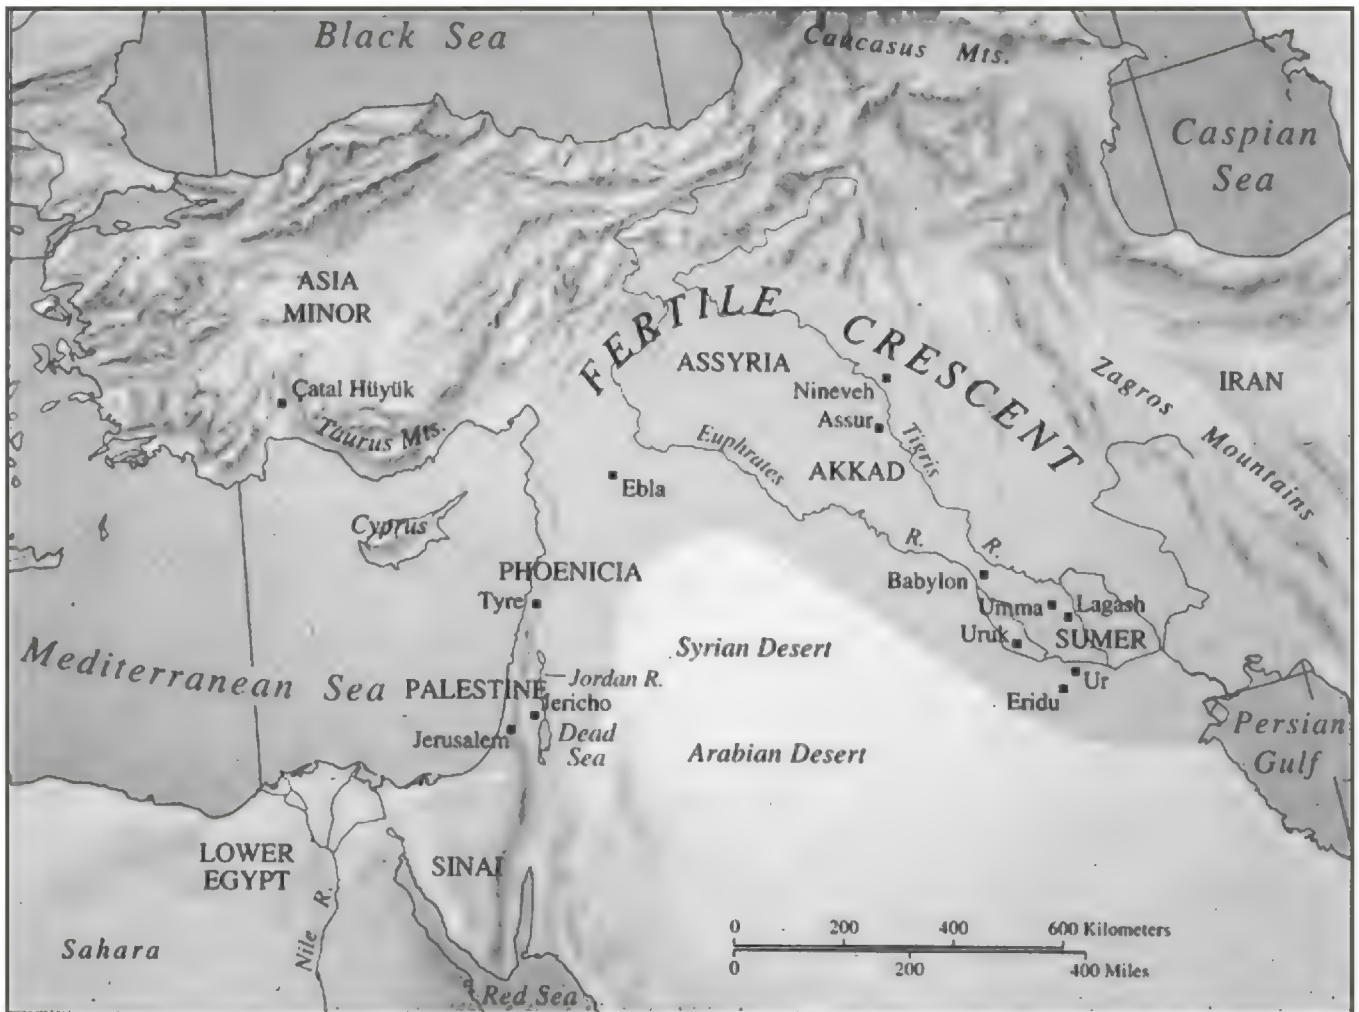 Black Sea
Caucasus Mts.
Caspian
Sea
ASIA
MINOR
FERTILE CRESCENT
ASSYRIA
Nineveh
Assur
Zagros
Mountains
IRAN
Çatal Hüyük
Taurus Mts.
Euphrates
R.
Tigris
R.
AKKAD
Ebla
Cyprus
PHOENICIA
Tyre
Babylon
Umma
Lagash
Uruk
SUMER
Ur
Eridu
Syrian Desert
Mediterranean Sea
PALESTINE
Jordan R.
Jericho
Jerusalem
Dead
Sea
Arabian Desert
Persian
Gulf
LOWER
EGYPT
SINAI
Nile R.
Sahara
Red Sea
0 200 400 600 Kilometers
0 200 400 Miles